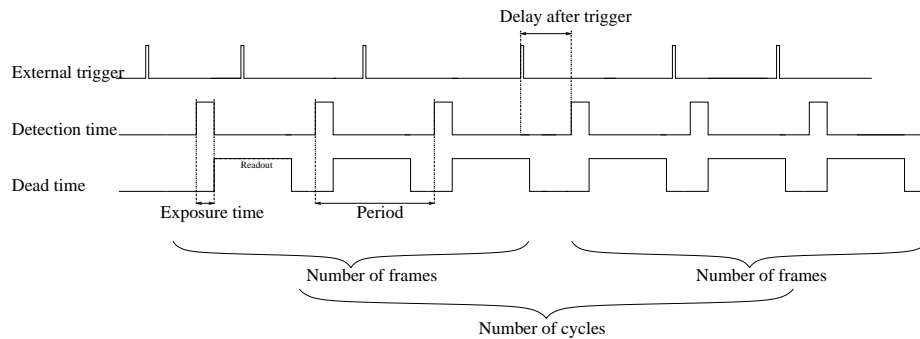 Delay after trigger
External trigger
Detection time
Readout
Dead time
Exposure time
Period
Number of frames
Number of frames
Number of cycles